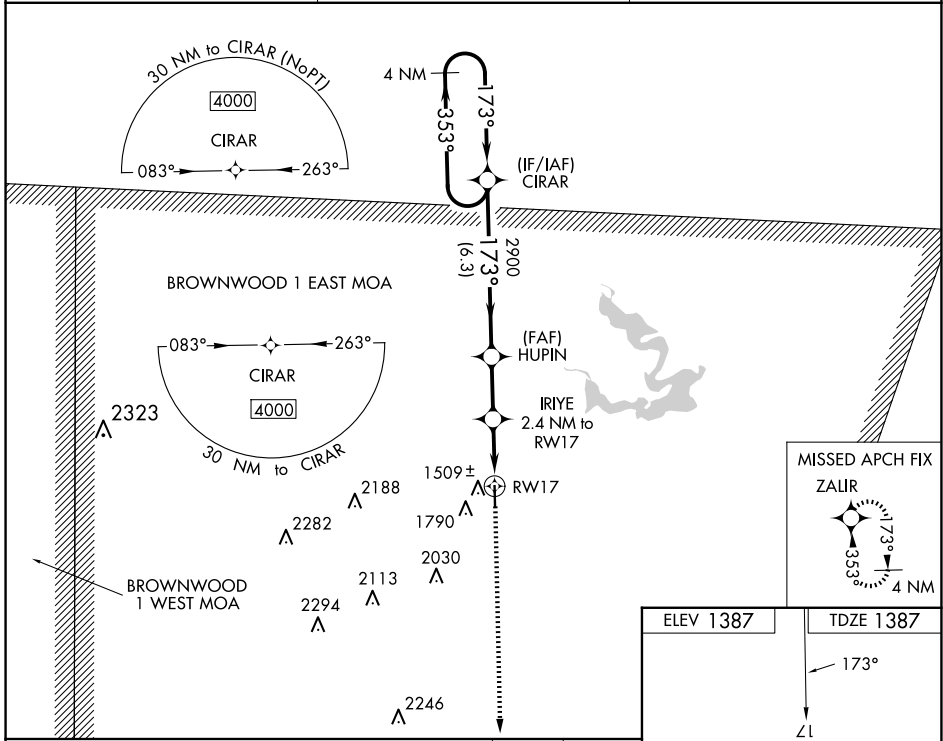 30 NM to CIRAR (NoPT)
4000
CIRAR
083°
263°
4 NM
353°
173°
(IF/IAF)
CIRAR
2900
173°
(6.3)
BROWNWOOD 1 EAST MOA
083°
263°
CIRAR
4000
30 NM to CIRAR
(FAF)
HUPIN
IRIYE
2.4 NM to
RW17
2323
1509±
RW17
2188
1790
2282
2030
2113
2294
BROWNWOOD
1 WEST MOA
2246
MISSED APCH FIX
ZALIR
173°
353°
4 NM
ELEV 1387
TDZE 1387
173°
17